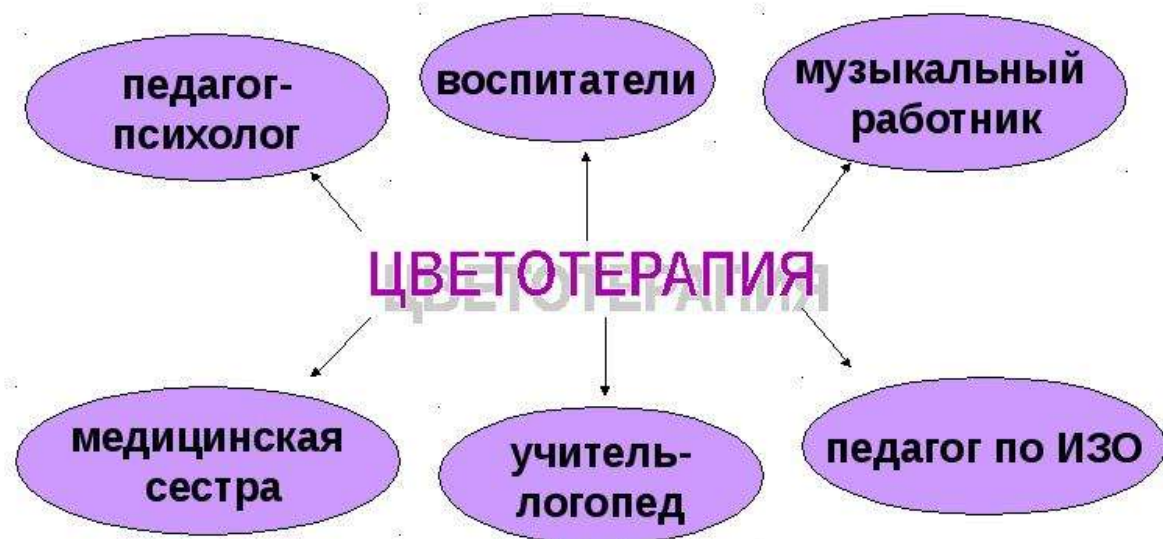 педагог-
психолог
воспитатели
музыкальный
работник
ЦВЕТОТЕРАПИЯ
медицинская
сестра
учитель-
логопед
педагог по ИЗО